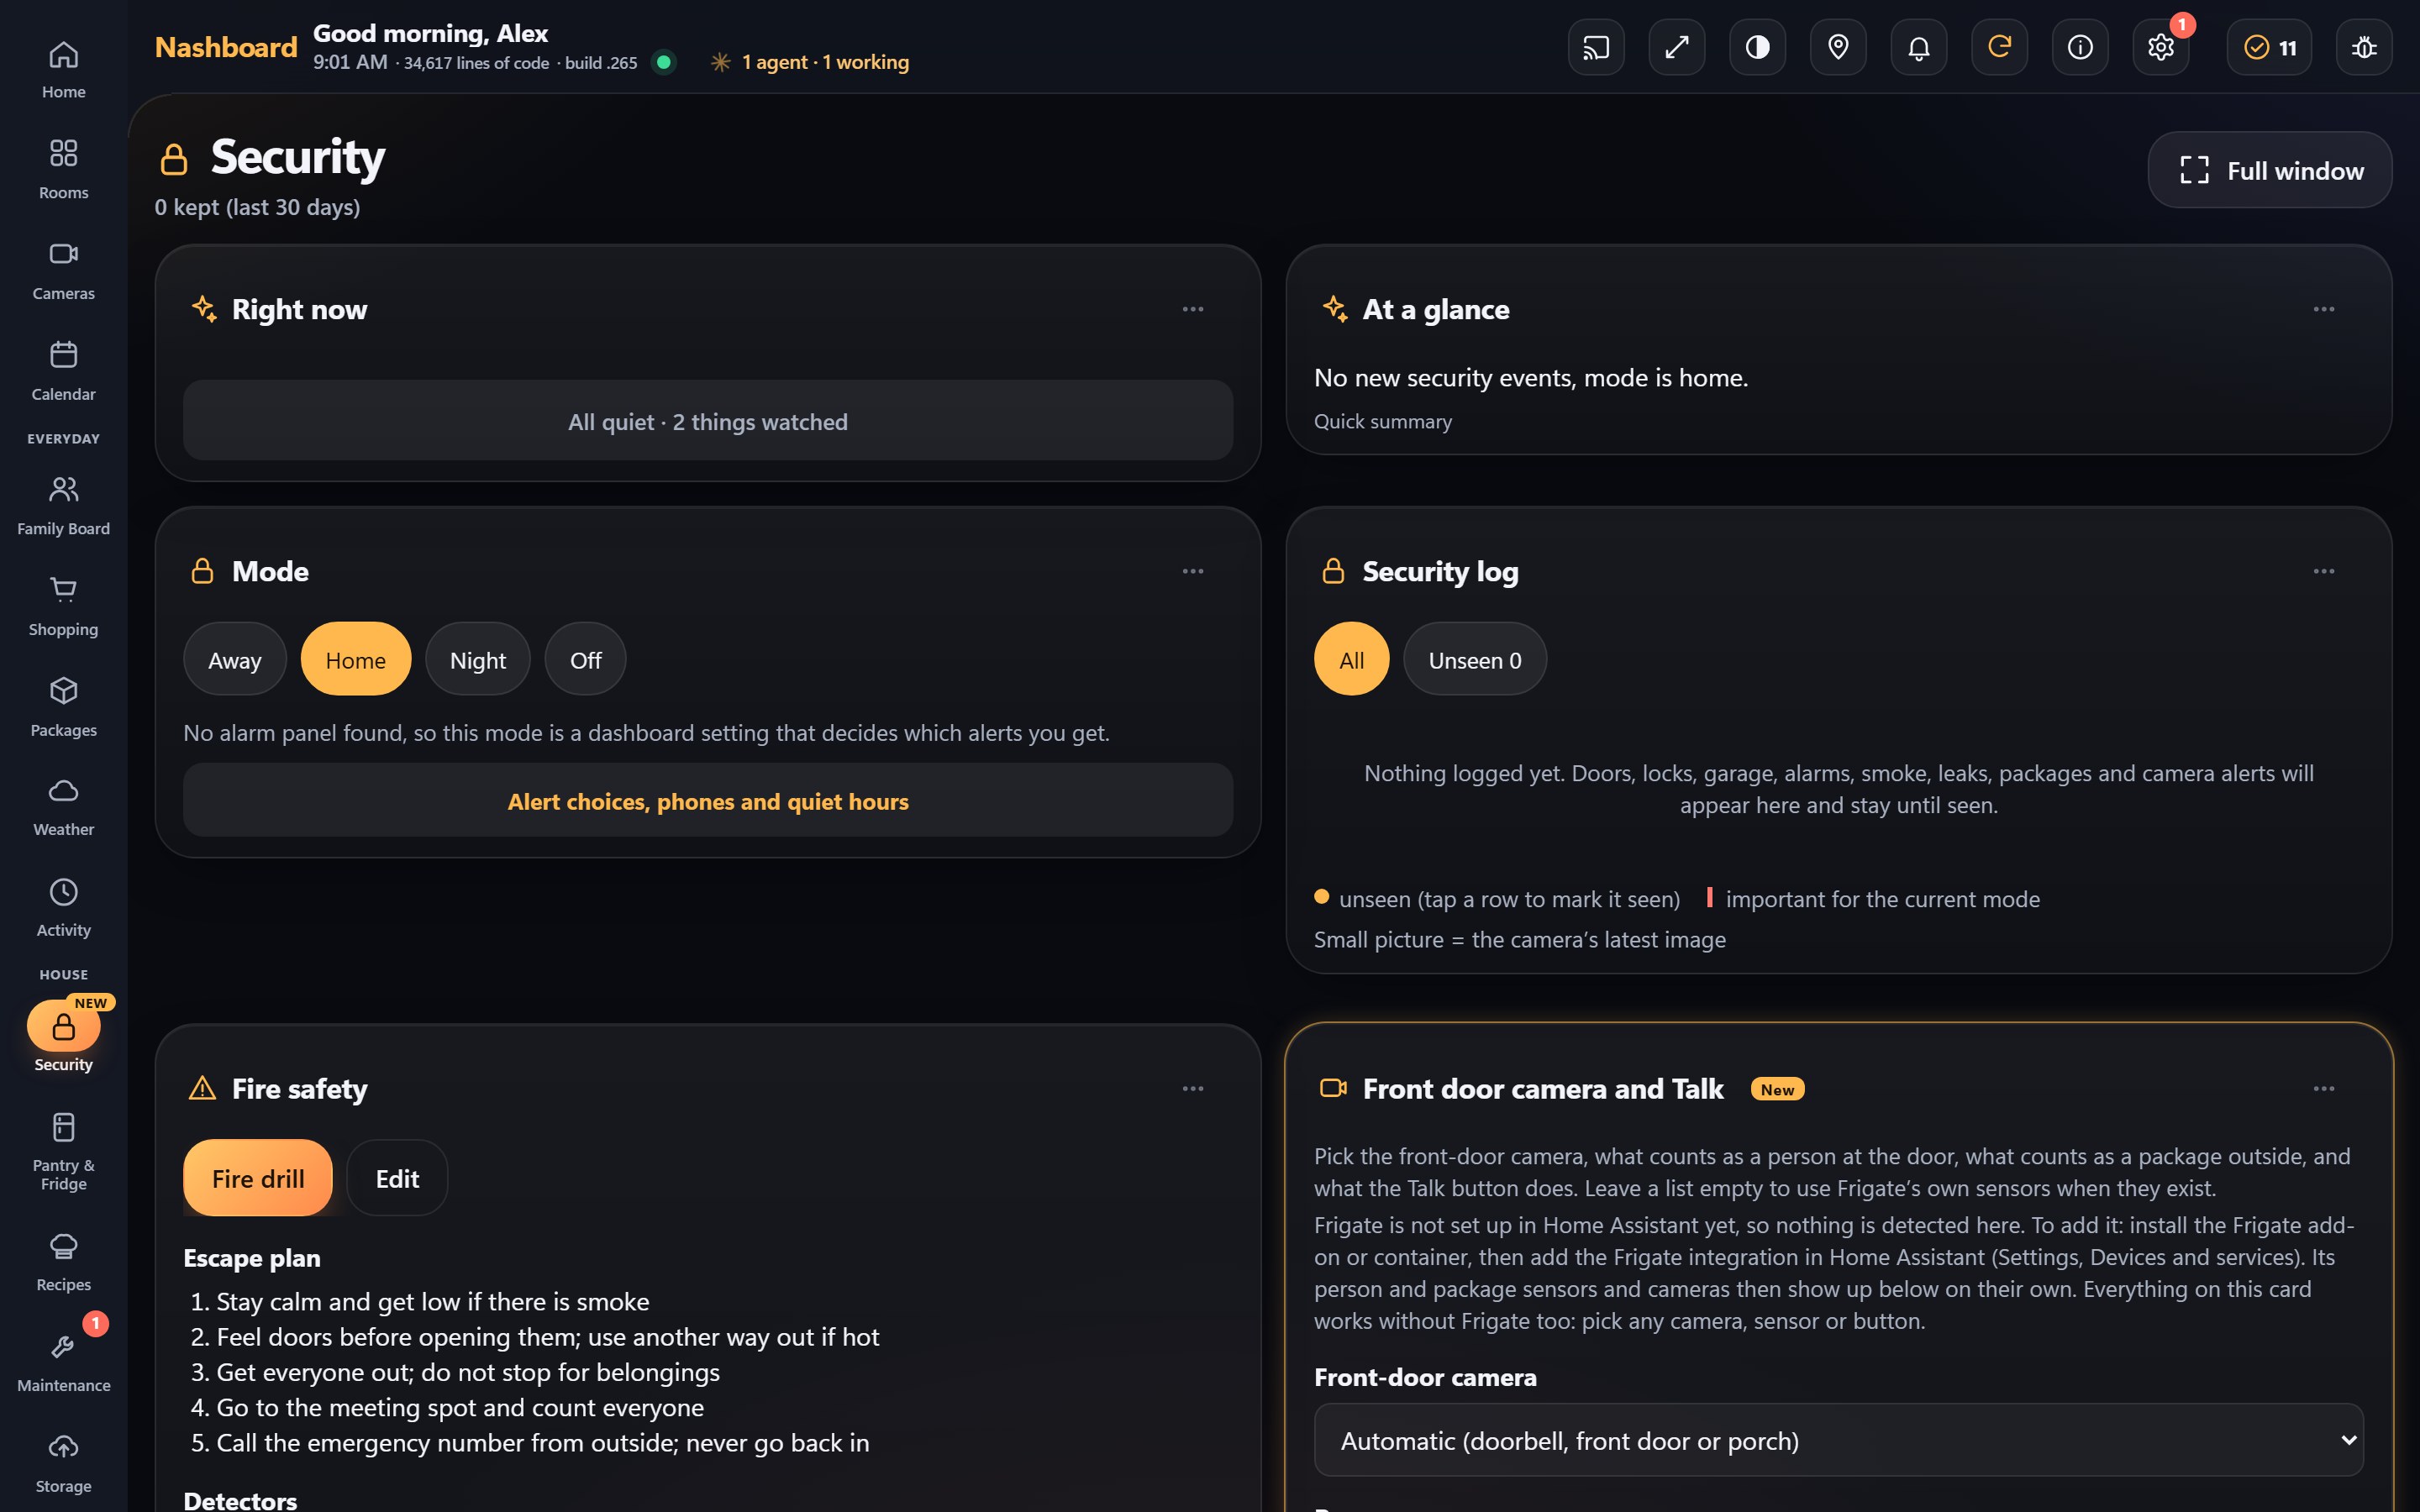 Nashboard
Good morning, Alex
9:01 AM · 34,617 lines of code · build .265
1 agent · 1 working
1
11
Home
Rooms
Cameras
Calendar
EVERYDAY
Family Board
Shopping
Packages
Weather
Activity
HOUSE
NEW
Security
Pantry &
Fridge
Recipes
1
Maintenance
Storage
Security
0 kept (last 30 days)
Full window
Right now
All quiet · 2 things watched
At a glance
No new security events, mode is home.
Quick summary
Mode
Away
Home
Night
Off
No alarm panel found, so this mode is a dashboard setting that decides which alerts you get.
Alert choices, phones and quiet hours
Security log
All
Unseen 0
Nothing logged yet. Doors, locks, garage, alarms, smoke, leaks, packages and camera alerts will
appear here and stay until seen.
unseen (tap a row to mark it seen)
important for the current mode
Small picture = the camera’s latest image
Fire safety
Fire drill
Edit
Escape plan
1. Stay calm and get low if there is smoke
2. Feel doors before opening them; use another way out if hot
3. Get everyone out; do not stop for belongings
4. Go to the meeting spot and count everyone
5. Call the emergency number from outside; never go back in
Detectors
Front door camera and Talk
New
Pick the front-door camera, what counts as a person at the door, what counts as a package outside, and
what the Talk button does. Leave a list empty to use Frigate’s own sensors when they exist.
Frigate is not set up in Home Assistant yet, so nothing is detected here. To add it: install the Frigate add-
on or container, then add the Frigate integration in Home Assistant (Settings, Devices and services). Its
person and package sensors and cameras then show up below on their own. Everything on this card
works without Frigate too: pick any camera, sensor or button.
Front-door camera
Automatic (doorbell, front door or porch)